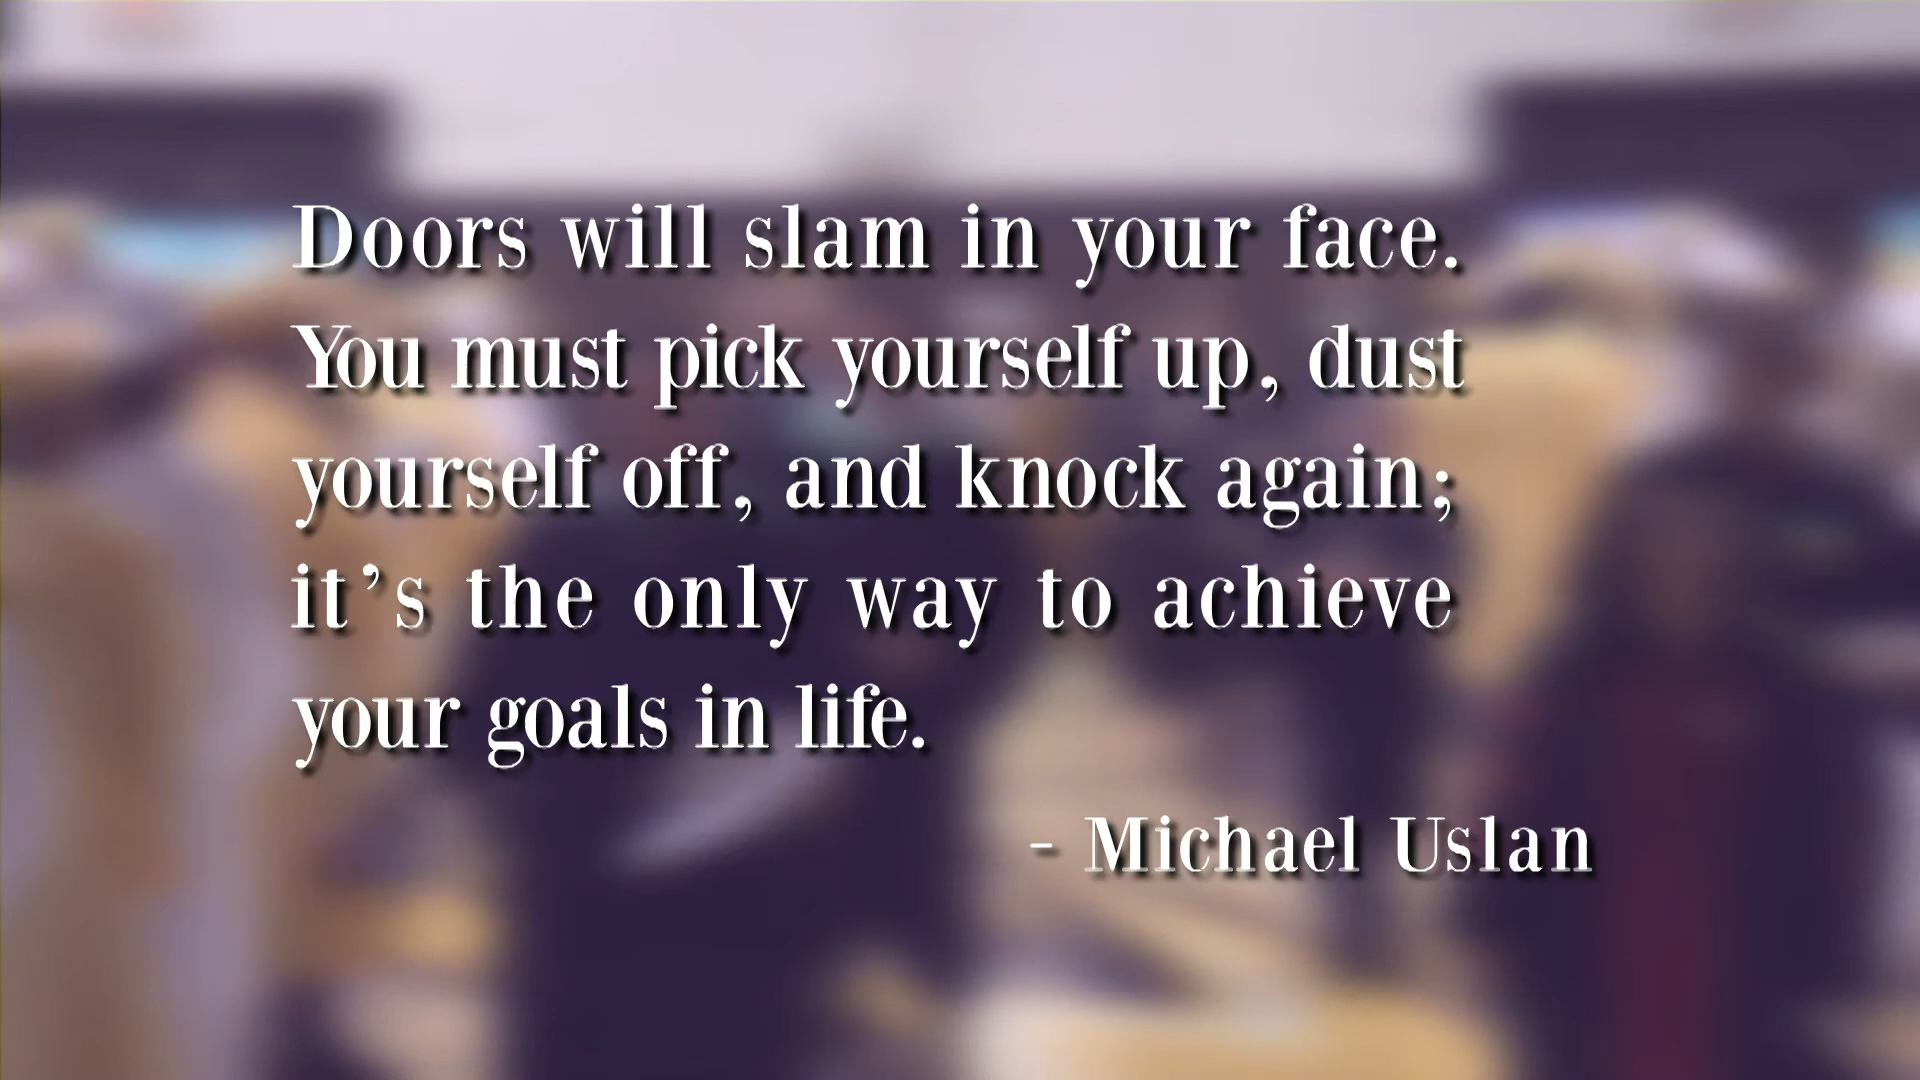 Doors will slam in your face.
You must pick yourself up, dust
yourself off, and knock again;
it’s the only way to achieve
your goals in life.
- Michael Uslan